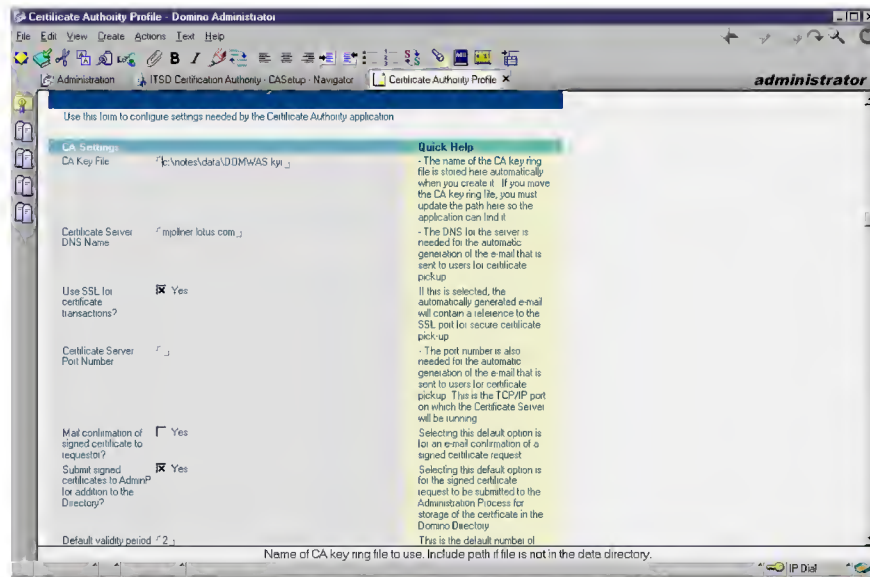 Certificate Authority Profile - Domino Administrator
File Edit View Create Actions Text Help
Administration
ITSD Certification Authority - CASetup - Navigator
Certificate Authority Profile
administrator
Use this form to configure settings needed by the Certificate Authority application
CA Settings
Quick Help
CA Key File
c:\notes\data\DOMWAS kyr
- The name of the CA key ring
file is stored here automatically
when you create it If you move
the CA key ring file, you must
update the path here so the
application can find it
Certificate Server
DNS Name
mjollner lotus com
- The DNS for the server is
needed for the automatic
generation of the e-mail that is
sent to users for certificate
pickup
Use SSL for
certificate
transactions?
Yes
If this is selected, the
automatically generated e-mail
will contain a reference to the
SSL port for secure certificate
pick-up
Certificate Server
Port Number
- The port number is also
needed for the automatic
generation of the e-mail that is
sent to users for certificate
pickup This is the TCP/IP port
on which the Certificate Server
will be running
Mail confirmation of
signed certificate to
requestor?
Yes
Selecting this default option is
for an e-mail confirmation of a
signed certificate request
Submit signed
certificates to AdminP
for addition to the
Directory?
Yes
Selecting this default option is
for the signed certificate
request to be submitted to the
Administration Process for
storage of the certificate in the
Domino Directory
Default validity period
2
This is the default number of
Name of CA key ring file to use. Include path if file is not in the data directory.
IP Dial